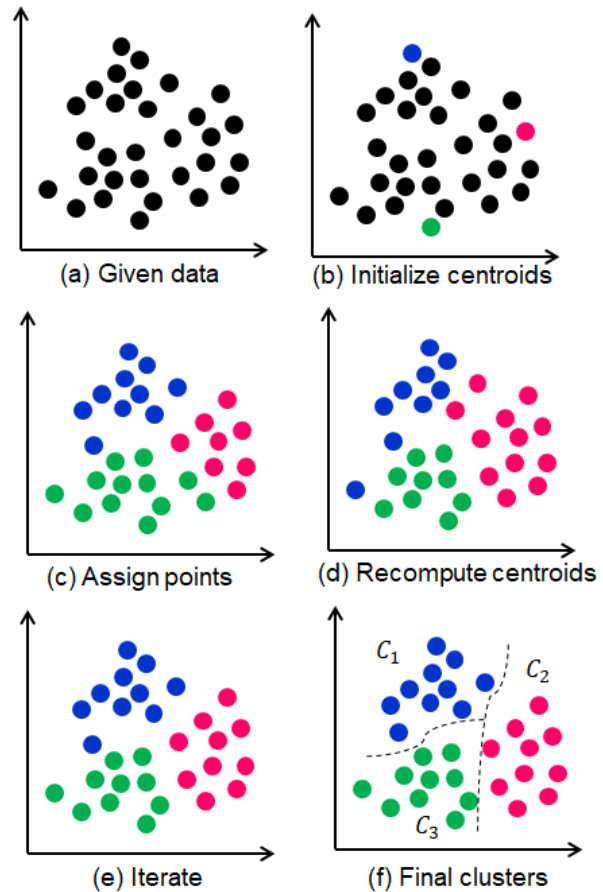 (a) Given data
(b) Initialize centroids
(c) Assign points
(d) Recompute centroids
C1
C2
C3
(e) Iterate
(f) Final clusters